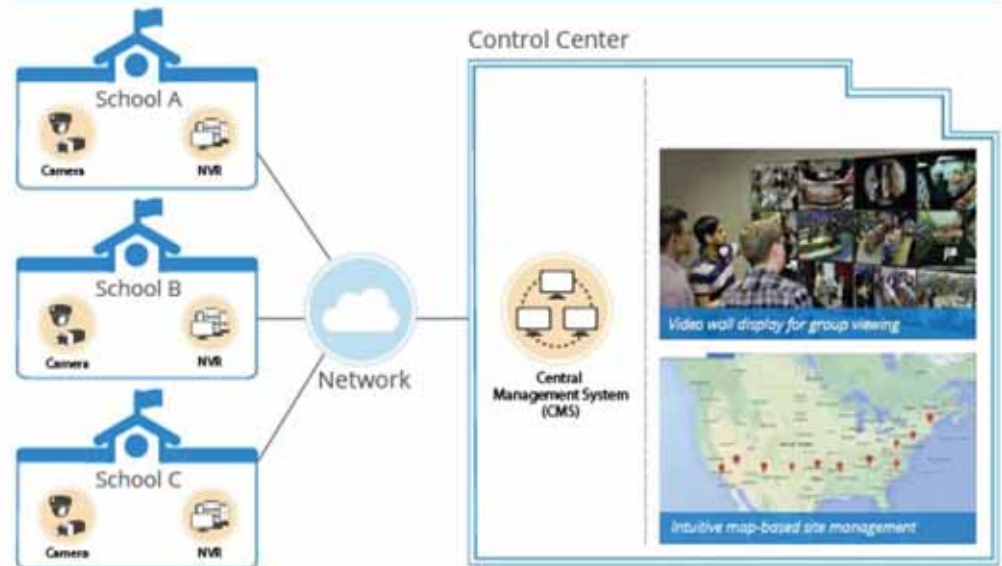 School A
Camera
NVR
School B
Camera
NVR
School C
Camera
NVR
Network
Control Center
Central
Management System
(CMS)
Video wall display for group viewing
Intuitive map-based site management